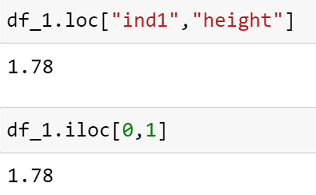 df_1.loc["ind1","height"]
1.78
df_1.iloc[0,1]
1.78